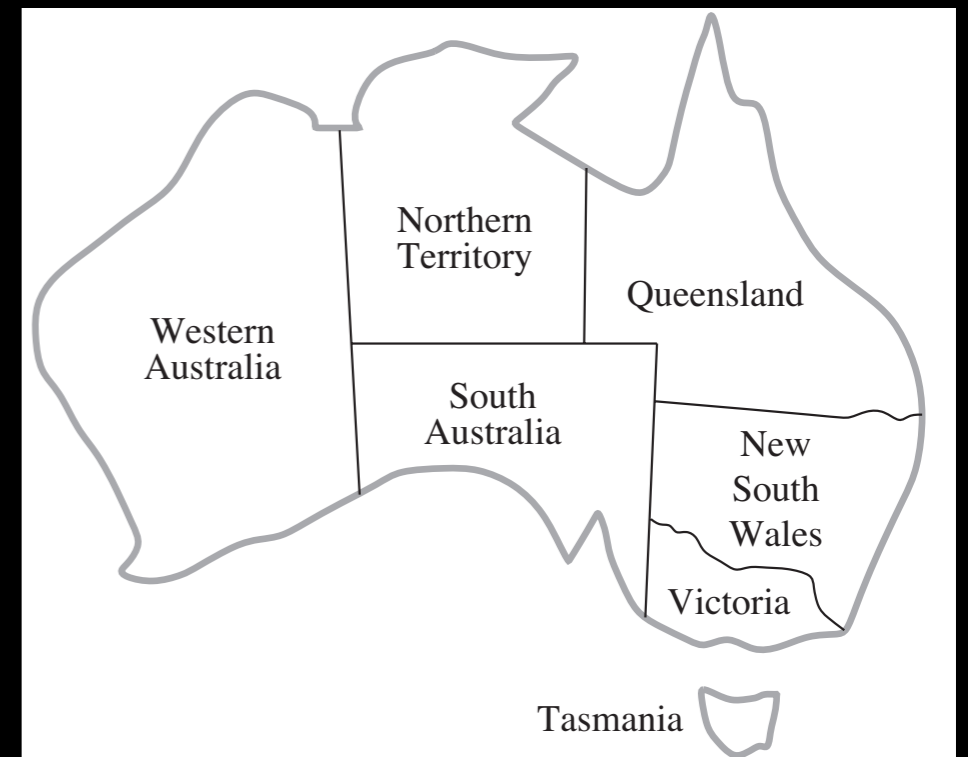 Northern
Territory
Queensland
Western
Australia
South
Australia
New
South
Wales
Victoria
Tasmania